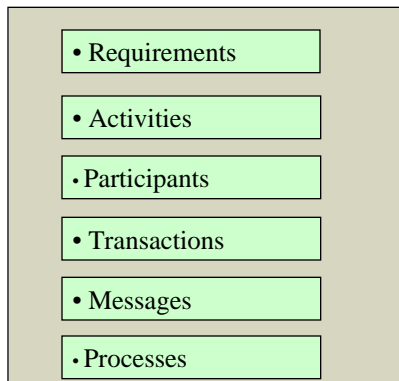 • Requirements
• Activities
• Participants
• Transactions
• Messages
• Processes